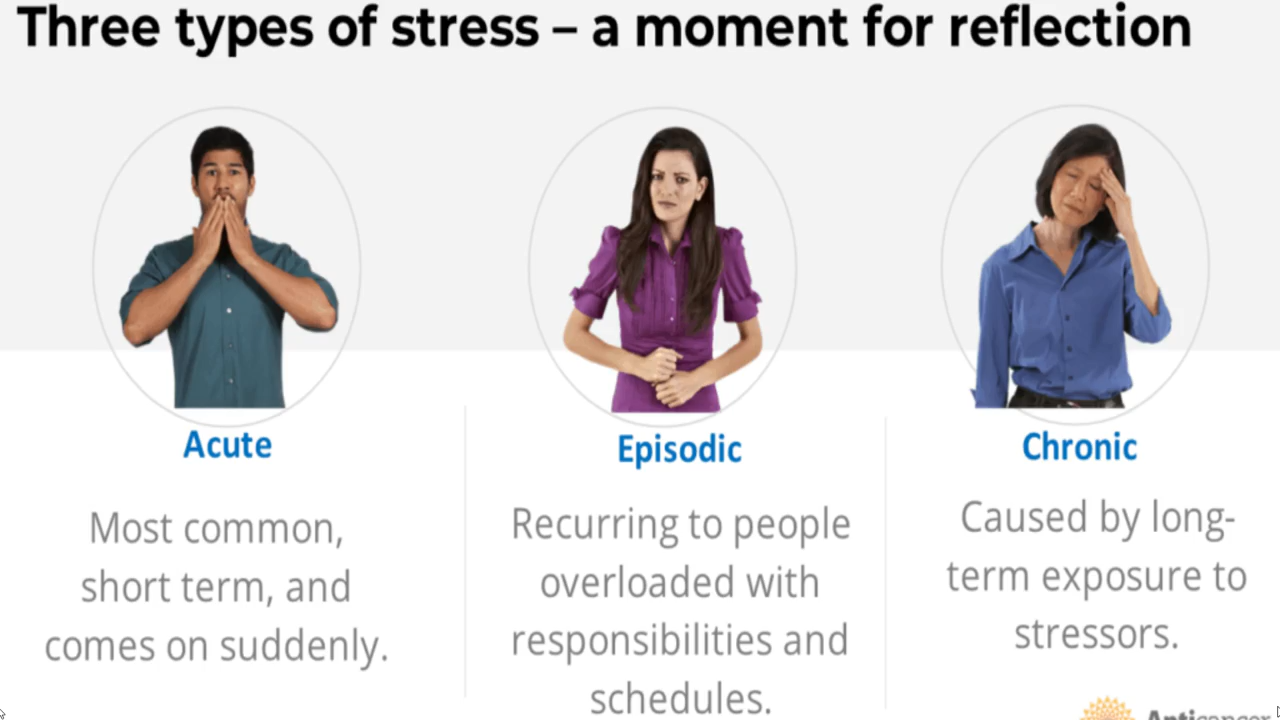 Three types of stress – a moment for reflection
Acute
Most common,
short term, and
comes on suddenly.
Episodic
Recurring to people
overloaded with
responsibilities and
schedules.
Chronic
Caused by long-
term exposure to
stressors.
Anticancer